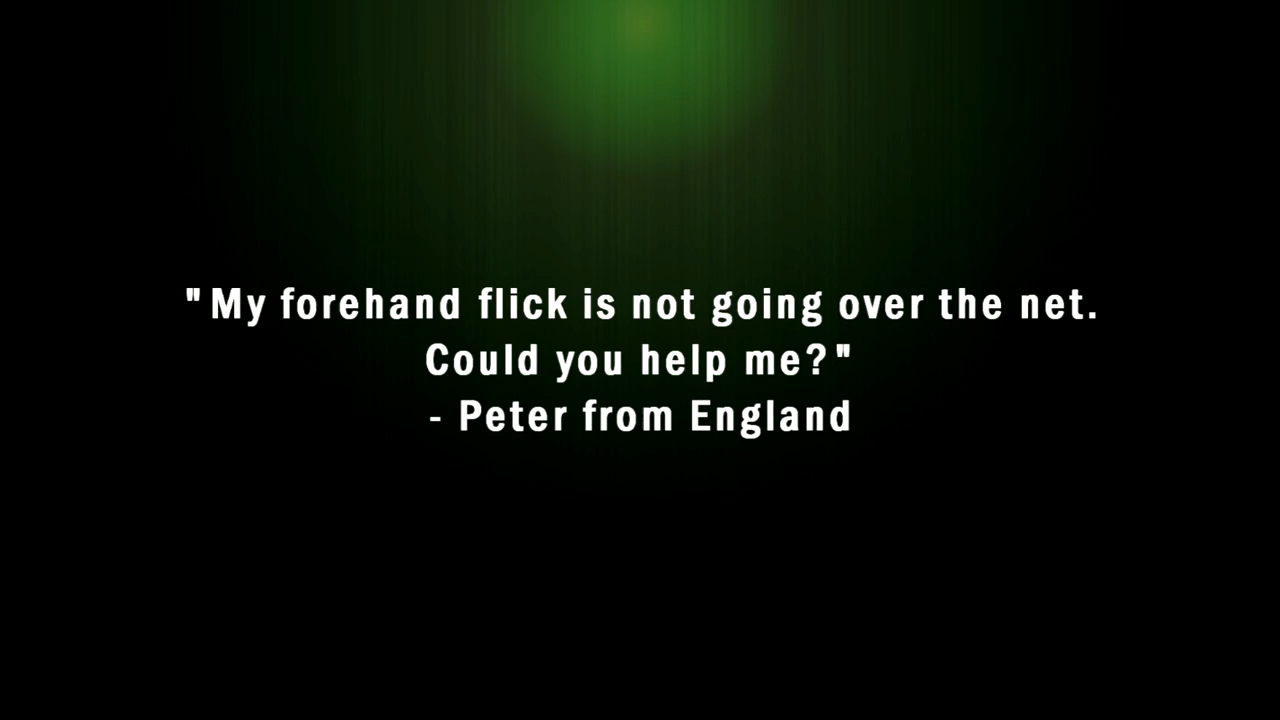 "My forehand flick is not going over the net.
Could you help me?"
- Peter from England